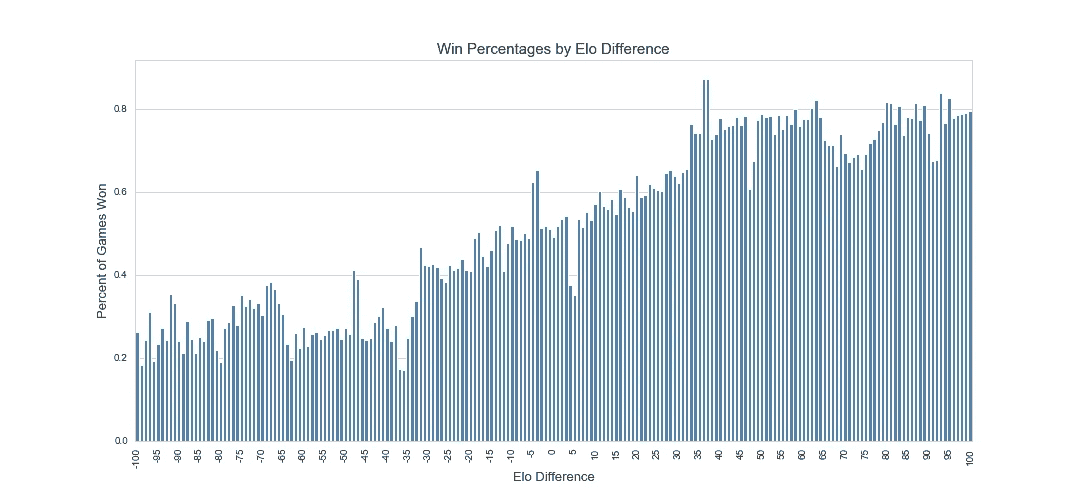 Win Percentages by Elo Difference
Percent of Games Won
0.8
0.6
0.4
0.2
0.0
-100 -95 -90 -85 -80 -75 -70 -65 -60 -55 -50 -45 -40 -35 -30 -25 -20 -15 -10 -5 0 5 10 15 20 25 30 35 40 45 50 55 60 65 70 75 80 85 90 95 100
Elo Difference